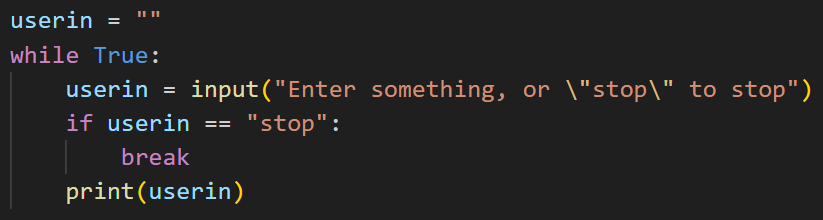 userin = ""
while True:
    userin = input("Enter something, or \"stop\" to stop")
    if userin == "stop":
        break
    print(userin)